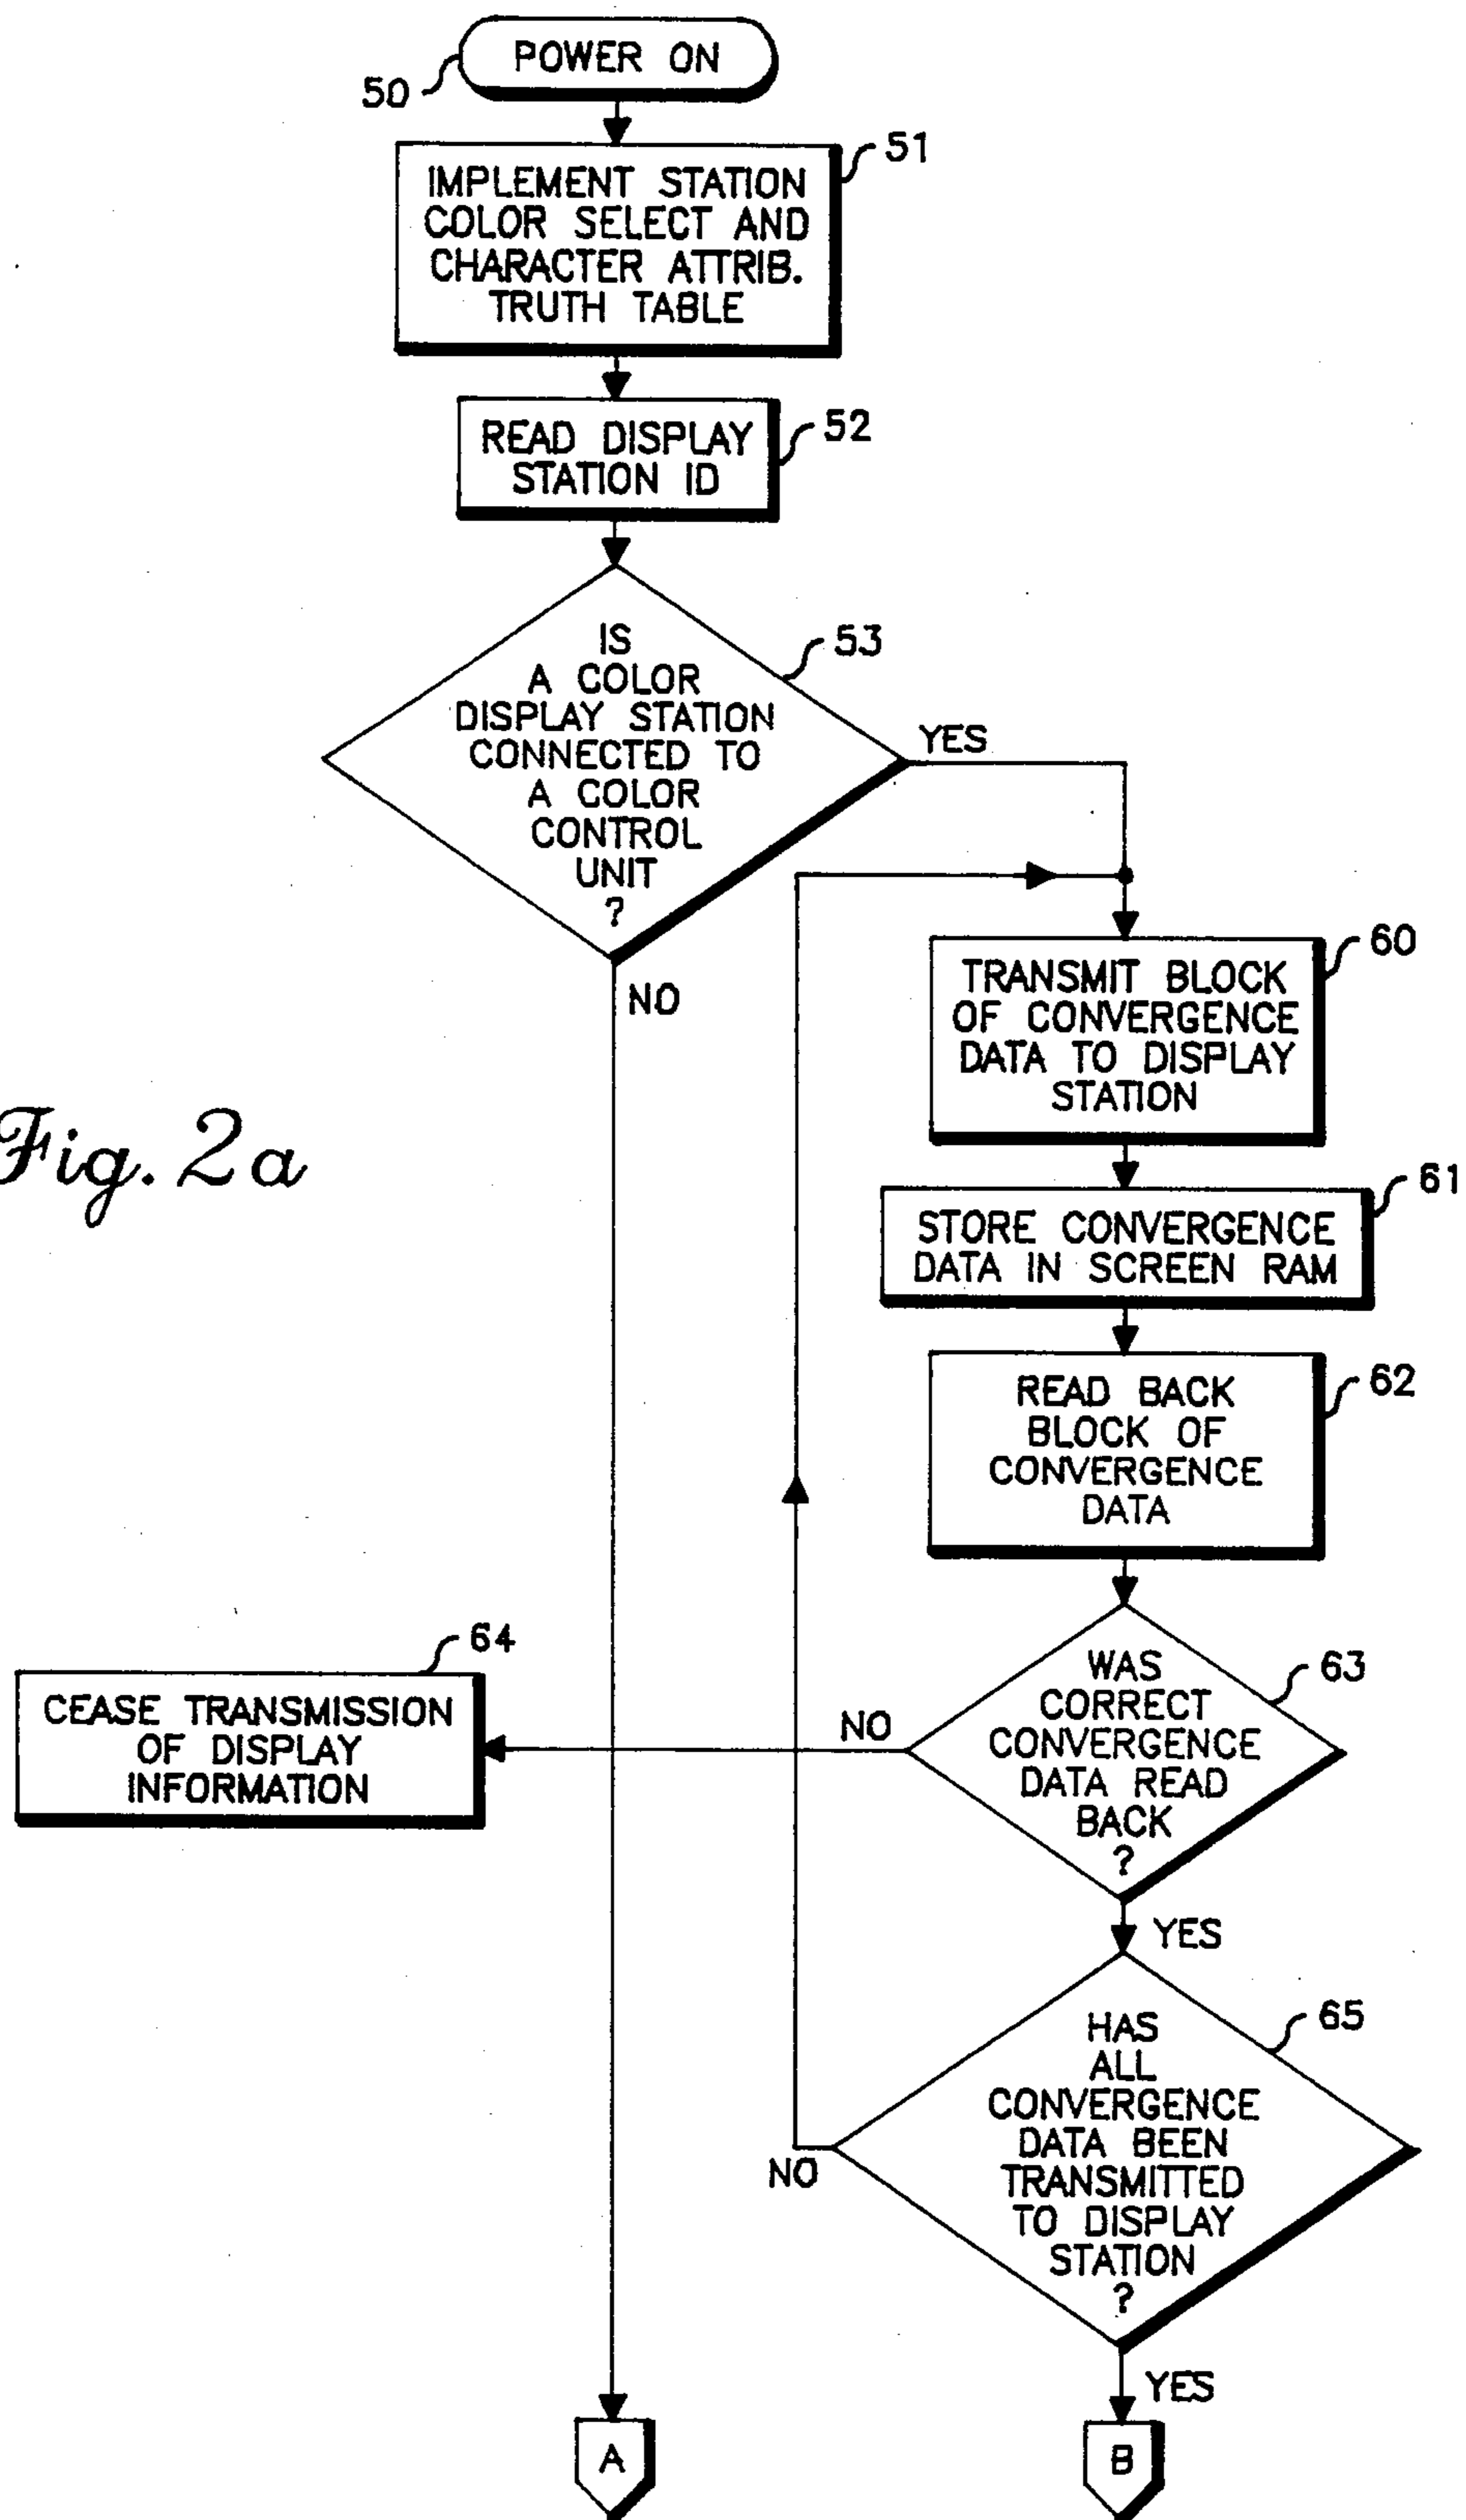 POWER ON
50
51
IMPLEMENT STATION
COLOR SELECT AND
CHARACTER ATTRIB.
TRUTH TABLE
52
READ DISPLAY
STATION ID
53
IS
A COLOR
DISPLAY STATION
CONNECTED TO
A COLOR
CONTROL
UNIT
?
YES
NO
60
TRANSMIT BLOCK
OF CONVERGENCE
DATA TO DISPLAY
STATION
Fig. 2a
61
STORE CONVERGENCE
DATA IN SCREEN RAM
62
READ BACK
BLOCK OF
CONVERGENCE
DATA
64
CEASE TRANSMISSION
OF DISPLAY
INFORMATION
63
WAS
CORRECT
CONVERGENCE
DATA READ
BACK
?
NO
YES
65
HAS
ALL
CONVERGENCE
DATA BEEN
TRANSMITTED
TO DISPLAY
STATION
?
NO
YES
A
B